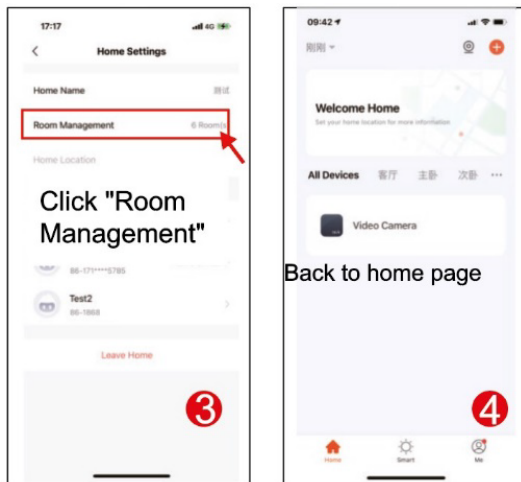 17:17
4G
Home Settings
Home Name
测试
Room Management
6 Room(s)
Home Location
Click "Room
Management"
86-171****5785
Test2
86-1868
Leave Home
3
09:42
刚刚
Welcome Home
Set your home location for more information
All Devices 客厅 主卧 次卧 ...
Video Camera
Back to home page
4
Home Smart Me